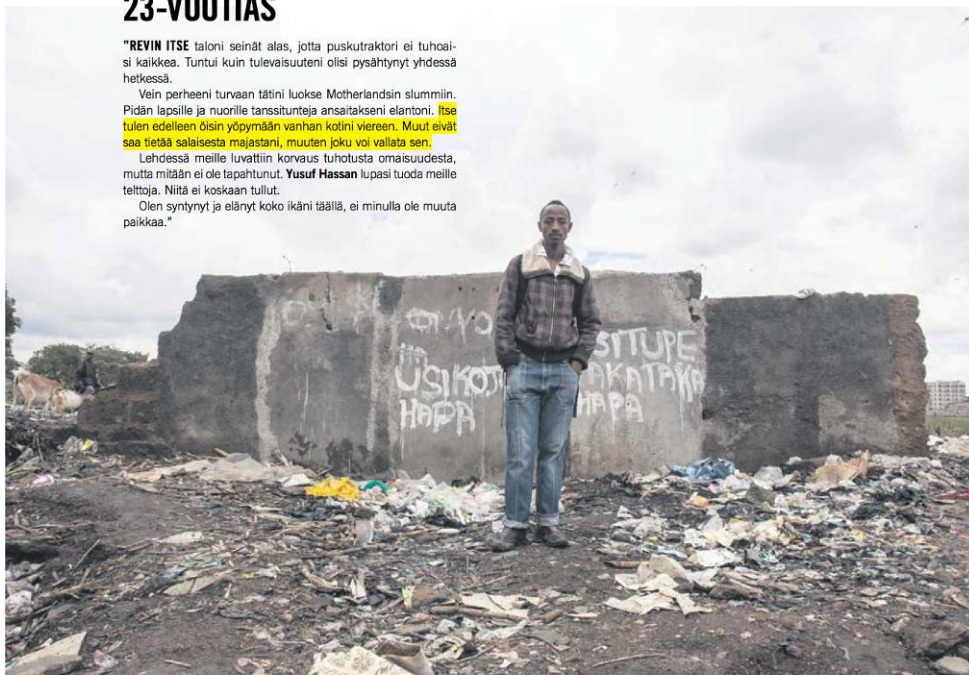 23-VUOTIAS
"REVIN ITSE taloni seinät alas, jotta puskutraktori ei tuhoai-
si kaikkea. Tuntui kuin tulevaisuuteni olisi pysähtynyt yhdessä
hetkessä.
Vein perheeni turvaan tätini luokse Motherlandsin slummiin.
Pidän lapsille ja nuorille tanssitunteja ansaitakseni elantoni. Itse
tulen edelleen öisin yöpymään vanhan kotini viereen. Muut eivät
saa tietää salaisesta majastani, muuten joku voi vallata sen.
Lehdessä meille luvattiin korvaus tuhotusta omaisuudesta,
mutta mitään ei ole tapahtunut. Yusuf Hassan lupasi tuoda meille
telttoja. Niitä ei koskaan tullut.
Olen syntynyt ja elänyt koko ikäni täällä, ei minulla ole muuta
paikkaa."
SITUPE
USIKOJ AKATAKA
HAPA HAPA